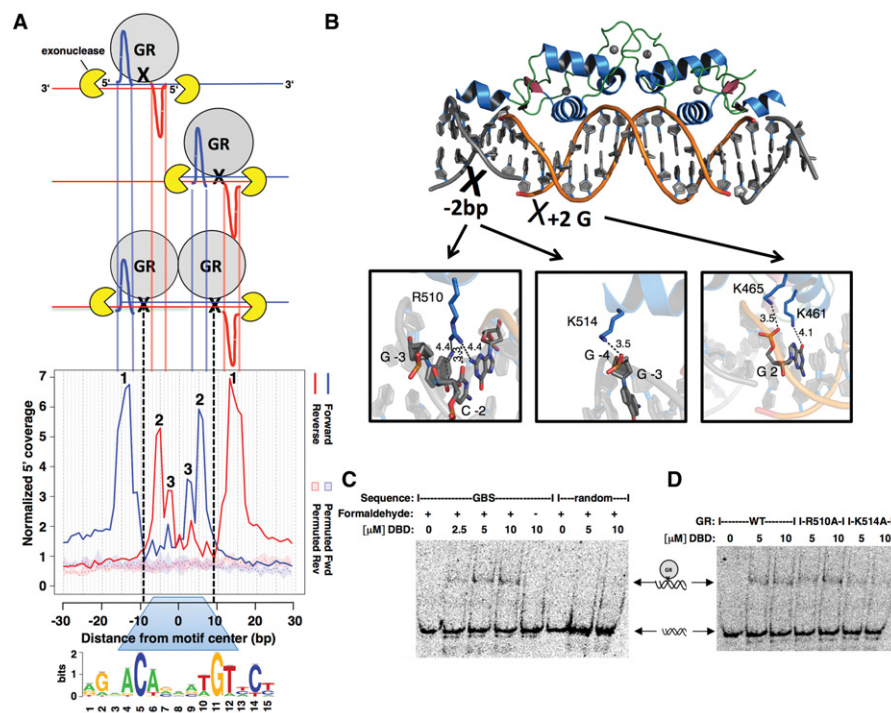 A
exonuclease
GR
X
5'
5'
3'
3'
GR
X
GR
GR
X
X
Normalized 5' coverage
7
6
5
4
3
2
1
0
1
2
3
3
2
1
Forward
Reverse
Permuted Fwd
Permuted Rev
-30 -20 -10 0 10 20 30
Distance from motif center (bp)
bits
2
1
0
1 2 3 4 5 6 7 8 9 10 11 12 13 14 15
B
X
-2bp
X +2 G
R510
4.4
3.3
4.4
G -3
C -2
K514
3.5
G -4
G -3
K465
K461
3.5
4.1
G 2
C
Sequence: I--------GBS--------I I----random----I
Formaldehyde: + + + + - + + +
[µM] DBD: 0 2.5 5 10 10 0 5 10
GR
D
GR: I-------WT-------I I-R510A-I I-K514A-I
[µM] DBD: 0 5 10 5 10 5 10